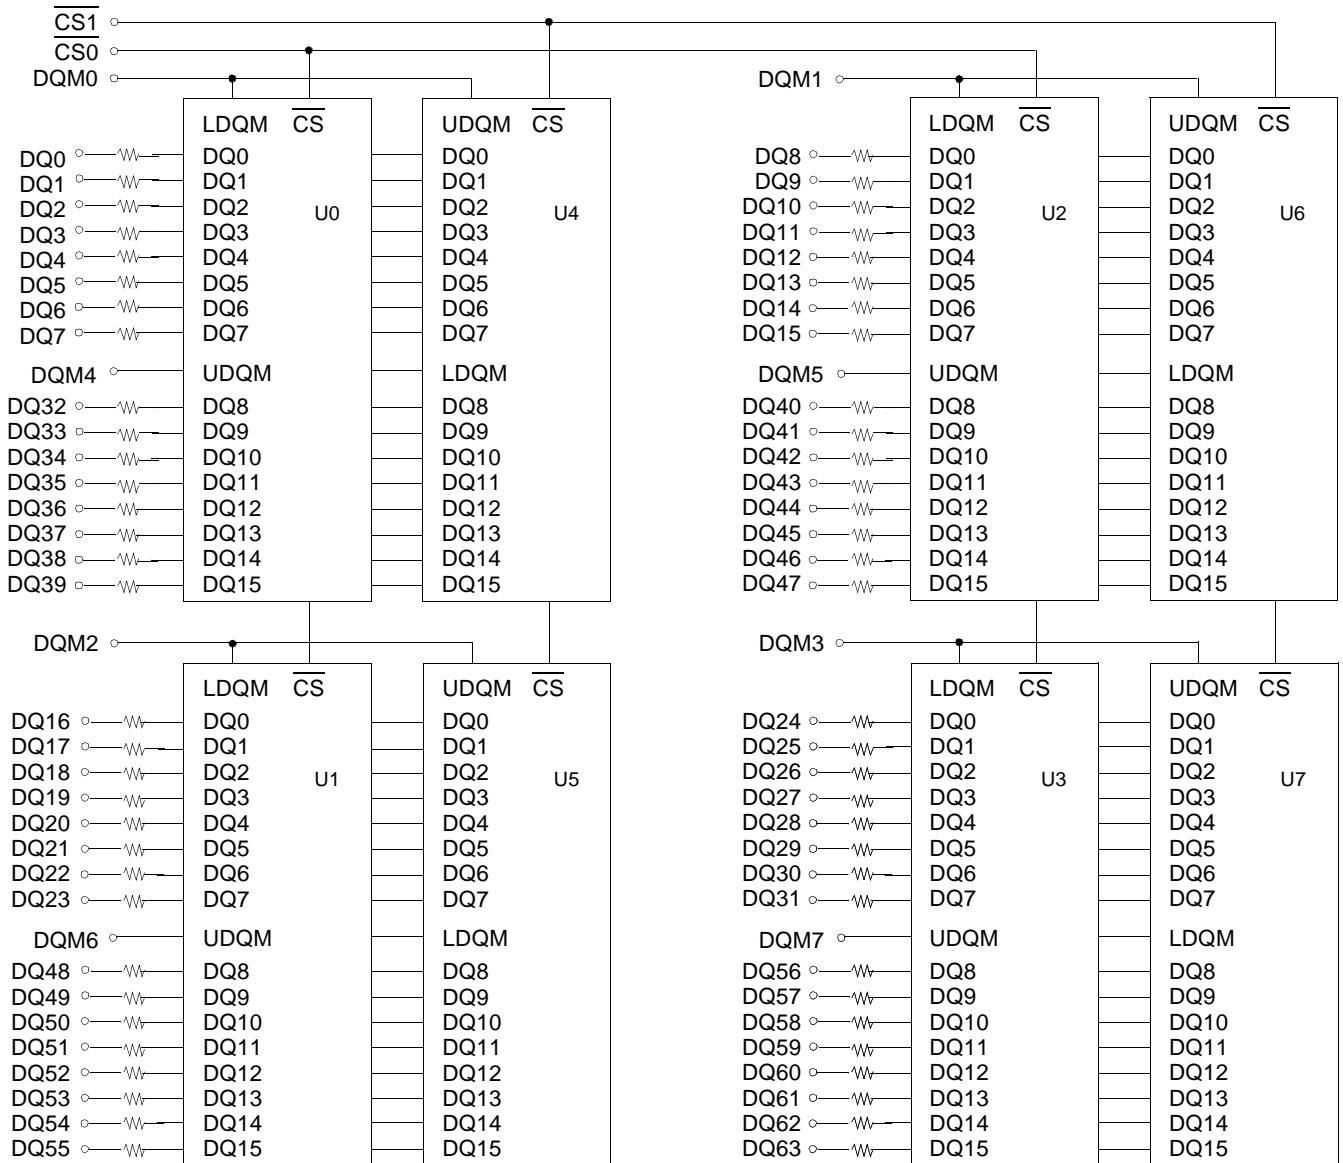 CS1
CS0
DQM0 DQM1
LDQM CS UDQM CS LDQM CS UDQM CS
DQ0 DQ0 DQ0 DQ8 DQ0 DQ0
DQ1 DQ1 DQ1 DQ9 DQ1 DQ1
DQ2 DQ2 U0 DQ2 U4 DQ10 DQ2 U2 DQ2 U6
DQ3 DQ3 DQ3 DQ11 DQ3 DQ3
DQ4 DQ4 DQ4 DQ12 DQ4 DQ4
DQ5 DQ5 DQ5 DQ13 DQ5 DQ5
DQ6 DQ6 DQ6 DQ14 DQ6 DQ6
DQ7 DQ7 DQ7 DQ15 DQ7 DQ7
DQM4 UDQM LDQM DQM5 UDQM LDQM
DQ32 DQ8 DQ8 DQ40 DQ8 DQ8
DQ33 DQ9 DQ9 DQ41 DQ9 DQ9
DQ34 DQ10 DQ10 DQ42 DQ10 DQ10
DQ35 DQ11 DQ11 DQ43 DQ11 DQ11
DQ36 DQ12 DQ12 DQ44 DQ12 DQ12
DQ37 DQ13 DQ13 DQ45 DQ13 DQ13
DQ38 DQ14 DQ14 DQ46 DQ14 DQ14
DQ39 DQ15 DQ15 DQ47 DQ15 DQ15
DQM2 DQM3
LDQM CS UDQM CS LDQM CS UDQM CS
DQ16 DQ0 DQ0 DQ24 DQ0 DQ0
DQ17 DQ1 DQ1 DQ25 DQ1 DQ1
DQ18 DQ2 U1 DQ2 U5 DQ26 DQ2 U3 DQ2 U7
DQ19 DQ3 DQ3 DQ27 DQ3 DQ3
DQ20 DQ4 DQ4 DQ28 DQ4 DQ4
DQ21 DQ5 DQ5 DQ29 DQ5 DQ5
DQ22 DQ6 DQ6 DQ30 DQ6 DQ6
DQ23 DQ7 DQ7 DQ31 DQ7 DQ7
DQM6 UDQM LDQM DQM7 UDQM LDQM
DQ48 DQ8 DQ8 DQ56 DQ8 DQ8
DQ49 DQ9 DQ9 DQ57 DQ9 DQ9
DQ50 DQ10 DQ10 DQ58 DQ10 DQ10
DQ51 DQ11 DQ11 DQ59 DQ11 DQ11
DQ52 DQ12 DQ12 DQ60 DQ12 DQ12
DQ53 DQ13 DQ13 DQ61 DQ13 DQ13
DQ54 DQ14 DQ14 DQ62 DQ14 DQ14
DQ55 DQ15 DQ15 DQ63 DQ15 DQ15